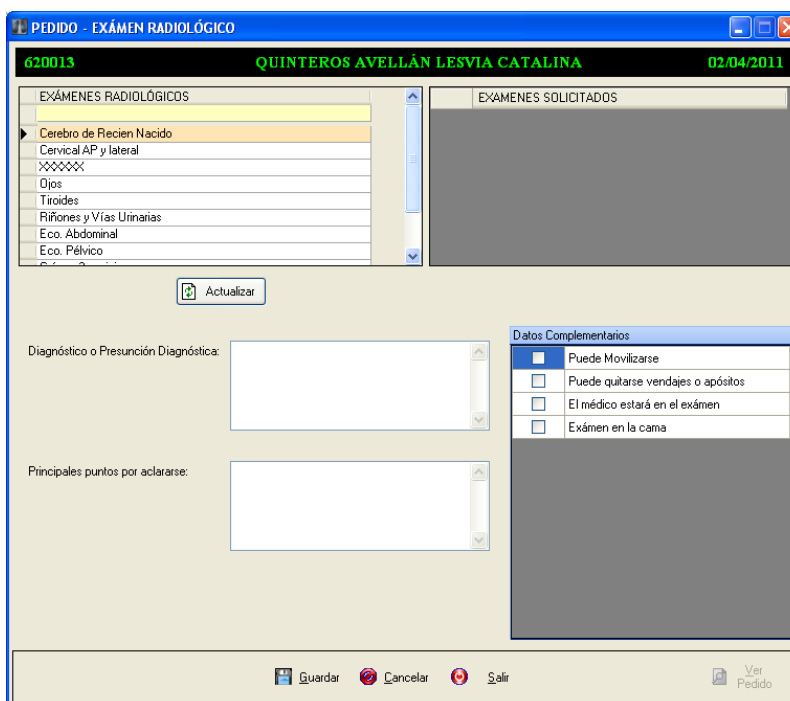 PEDIDO - EXÁMEN RADIOLÓGICO
620013 QUINTEROS AVELLÁN LESVIA CATALINA 02/04/2011
EXÁMENES RADIOLÓGICOS
Cerebro de Recien Nacido
Cervical AP y lateral
XXXXXX
Ojos
Tiroides
Riñones y Vías Urinarias
Eco. Abdominal
Eco. Pélvico
EXAMENES SOLICITADOS
Actualizar
Diagnóstico o Presunción Diagnóstica:
Principales puntos por aclararse:
Datos Complementarios
Puede Movilizarse
Puede quitarse vendajes o apósitos
El médico estará en el exámen
Exámen en la cama
Guardar Cancelar Salir
Ver
Pedido